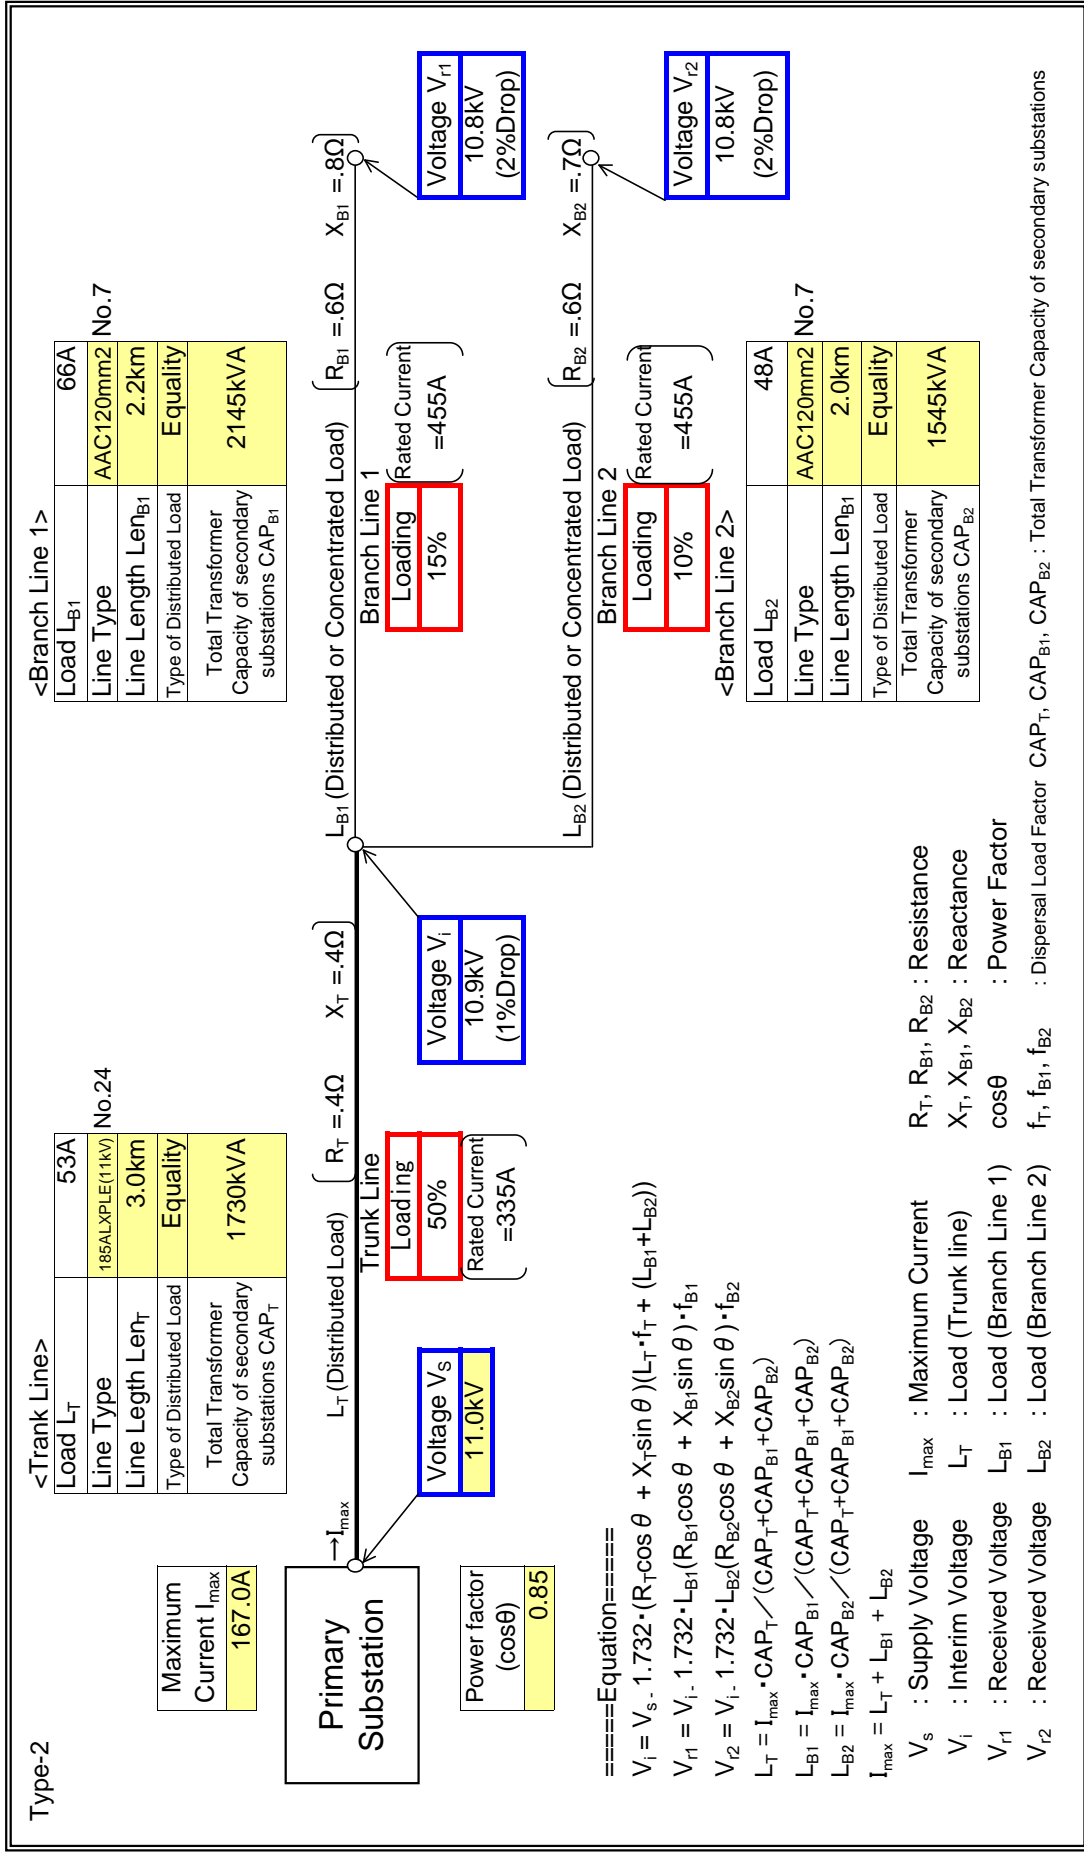 Type-2
<Trank Line>
Load LT 53A
Line Type 185ALXPLE(11kV) No.24
Line Legth LenT 3.0km
Type of Distributed Load Equality
Total Transformer
Capacity of secondary
substations CAPT
1730kVA
<Branch Line 1>
Load LB1 66A
Line Type AAC120mm2 No.7
Line Length LenB1 2.2km
Type of Distributed Load Equality
Total Transformer
Capacity of secondary
substations CAPB1
2145kVA
Maximum
Current Imax
167.0A
Primary
Substation
→Imax
LT (Distributed Load)
RT =.4Ω XT =.4Ω
LB1 (Distributed or Concentrated Load)
RB1 =.6Ω XB1 =.8Ω
Trunk Line
Loading
50%
Rated Current
=335A
Branch Line 1
Loading
15%
Rated Current
=455A
Voltage VS
11.0kV
Voltage Vi
10.9kV
(1%Drop)
Voltage Vr1
10.8kV
(2%Drop)
Power factor
(cosθ)
0.85
LB2 (Distributed or Concentrated Load)
RB2 =.6Ω XB2 =.7Ω
Branch Line 2
Loading
10%
Rated Current
=455A
Voltage Vr2
10.8kV
(2%Drop)
<Branch Line 2>
Load LB2 48A
Line Type AAC120mm2 No.7
Line Length LenB1 2.0km
Type of Distributed Load Equality
Total Transformer
Capacity of secondary
substations CAPB2
1545kVA
=====Equation=====
Vi = Vs - 1.732・(RTcosθ + XTsinθ)(LT・fT + (LB1+LB2))
Vr1 = Vi - 1.732・LB1(RB1cosθ + XB1sinθ)・fB1
Vr2 = Vi - 1.732・LB2(RB2cosθ + XB2sinθ)・fB2
LT = Imax・CAPT/(CAPT+CAPB1+CAPB2)
LB1 = Imax・CAPB1/(CAPT+CAPB1+CAPB2)
LB2 = Imax・CAPB2/(CAPT+CAPB1+CAPB2)
Imax = LT + LB1 + LB2
Vs : Supply Voltage Imax : Maximum Current RT, RB1, RB2 : Resistance
Vi : Interim Voltage LT : Load (Trunk line) XT, XB1, XB2 : Reactance
Vr1 : Received Voltage LB1 : Load (Branch Line 1) cosθ : Power Factor
Vr2 : Received Voltage LB2 : Load (Branch Line 2) fT, fB1, fB2 : Dispersal Load Factor CAPT, CAPB1, CAPB2 : Total Transformer Capacity of secondary substations